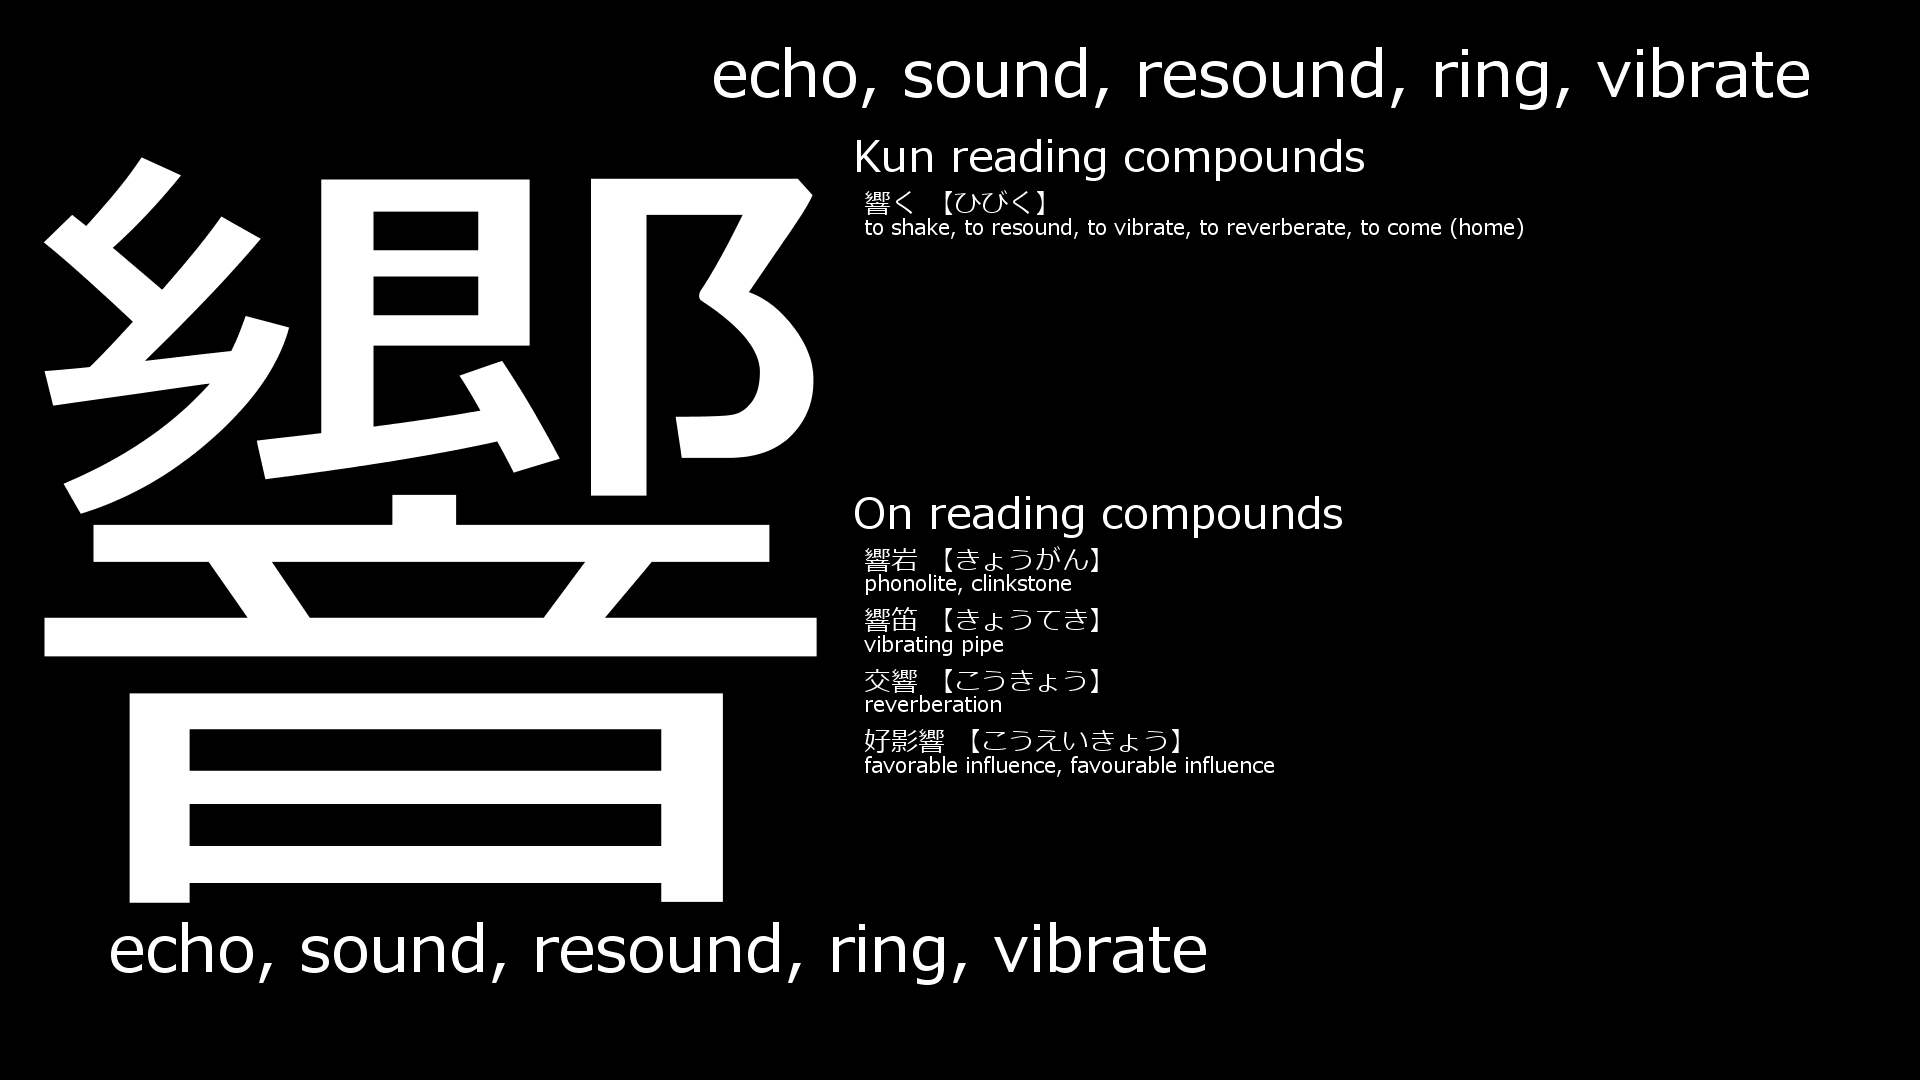 echo, sound, resound, ring, vibrate
響
Kun reading compounds
響く 【ひびく】
to shake, to resound, to vibrate, to reverberate, to come (home)
On reading compounds
響岩 【きょうがん】
phonolite, clinkstone
響笛 【きょうてき】
vibrating pipe
交響 【こうきょう】
reverberation
好影響 【こうえいきょう】
favorable influence, favourable influence
echo, sound, resound, ring, vibrate